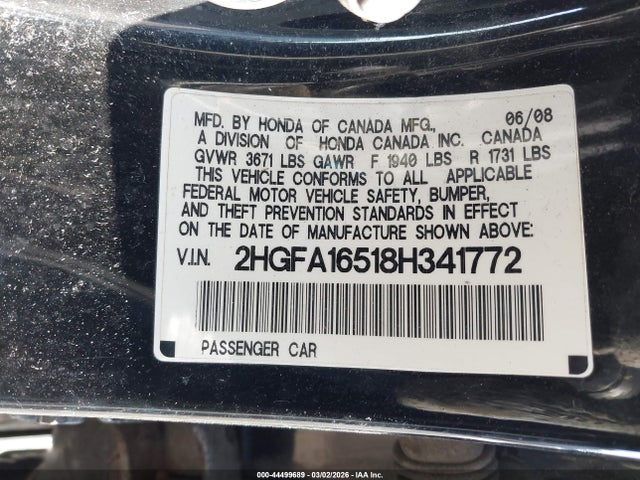 MFD. BY HONDA OF CANADA MFG., 06/08
A DIVISION OF HONDA CANADA INC. CANADA
GVWR 3671 LBS GAWR F 1940 LBS R 1731 LBS
THIS VEHICLE CONFORMS TO ALL APPLICABLE
FEDERAL MOTOR VEHICLE SAFETY, BUMPER,
AND THEFT PREVENTION STANDARDS IN EFFECT
ON THE DATE OF MANUFACTURE SHOWN ABOVE:
V.I.N. 2HGFA16518H341772
PASSENGER CAR
000-44499689 | 03/02/2026 | IAA Inc.